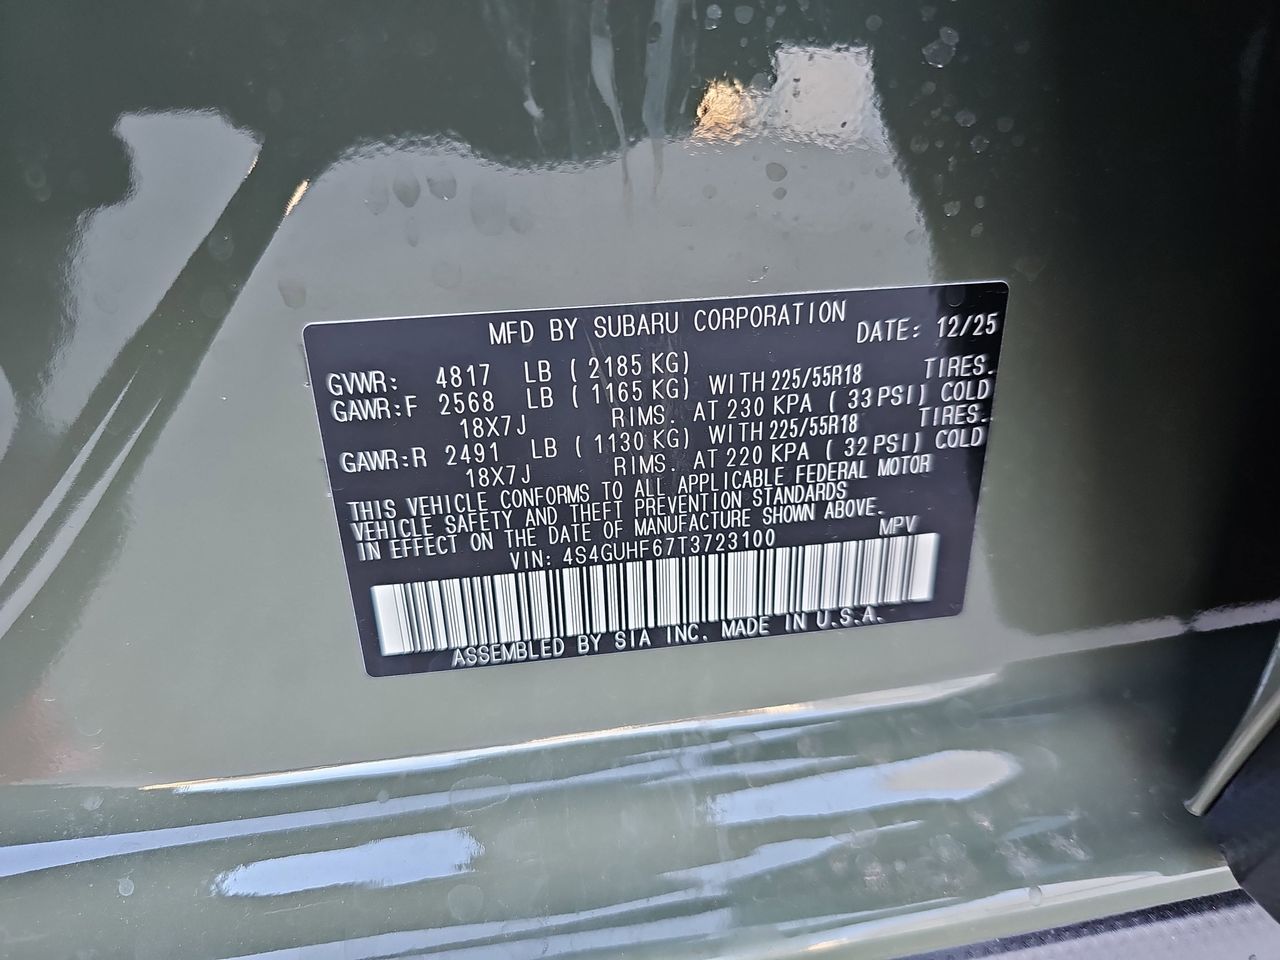 MFD BY SUBARU CORPORATION DATE: 12/25
GVWR: 4817 LB ( 2185 KG)
GAWR:F 2568 LB ( 1165 KG) WITH 225/55R18 TIRES.
18X7J RIMS. AT 230 KPA ( 33 PSI) COLD
GAWR:R 2491 LB ( 1130 KG) WITH 225/55R18 TIRES.
18X7J RIMS. AT 220 KPA ( 32 PSI) COLD
THIS VEHICLE CONFORMS TO ALL APPLICABLE FEDERAL MOTOR
VEHICLE SAFETY AND THEFT PREVENTION STANDARDS
IN EFFECT ON THE DATE OF MANUFACTURE SHOWN ABOVE.
VIN: 4S4GUHF67T3723100 MPV
ASSEMBLED BY SIA INC. MADE IN U.S.A.